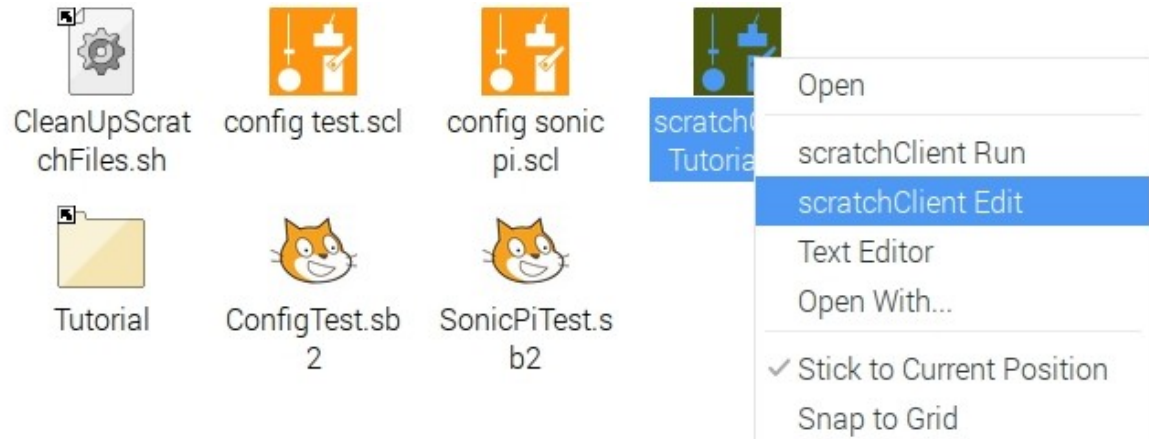 CleanUpScrat
chFiles.sh
config test.scl
config sonic
pi.scl
scratch
Tutoria
Tutorial
ConfigTest.sb
2
SonicPiTest.s
b2
Open
scratchClient Run
scratchClient Edit
Text Editor
Open With...
Stick to Current Position
Snap to Grid